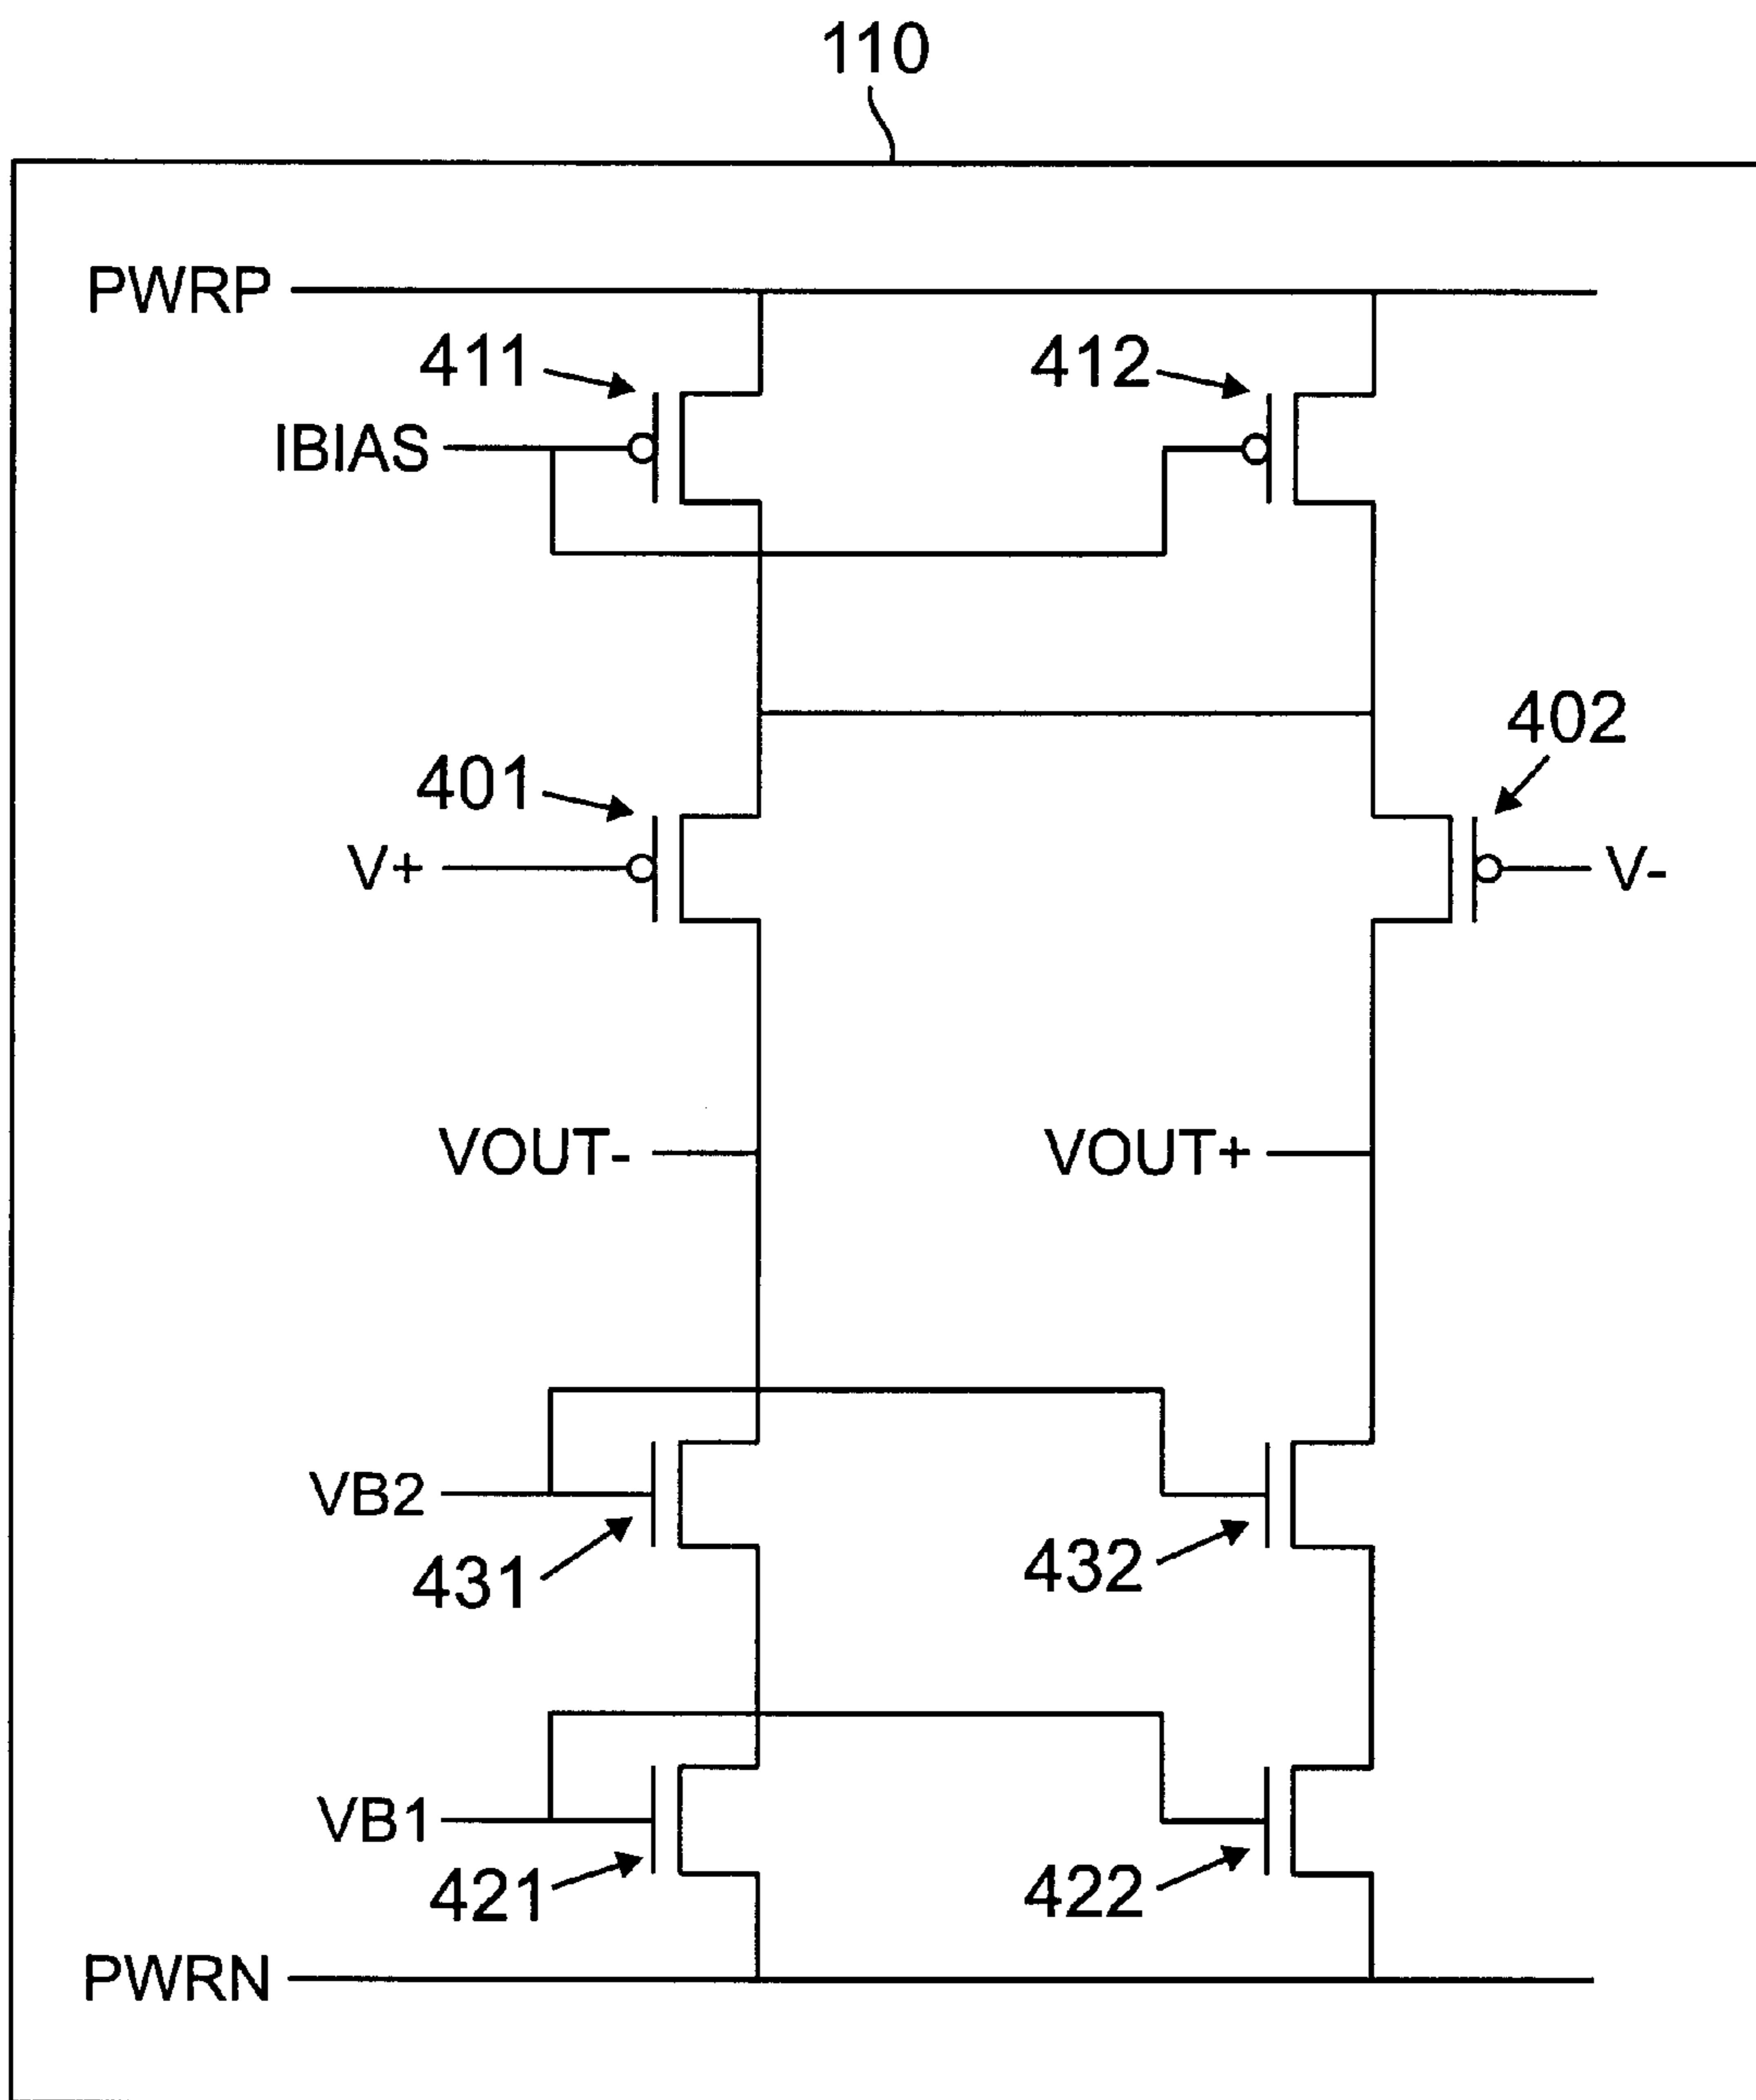 110
PWRP
411
412
IBIAS
402
401
V+
V-
VOUT-
VOUT+
VB2
431
432
VB1
421
422
PWRN